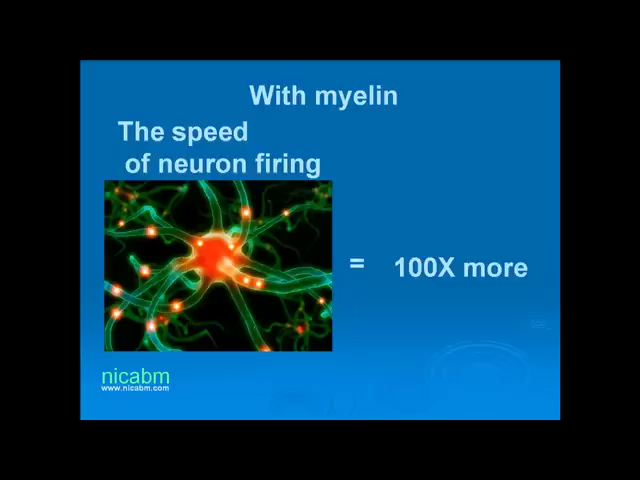 With myelin
The speed
of neuron firing
= 100X more
nicabm
www.nicabm.com